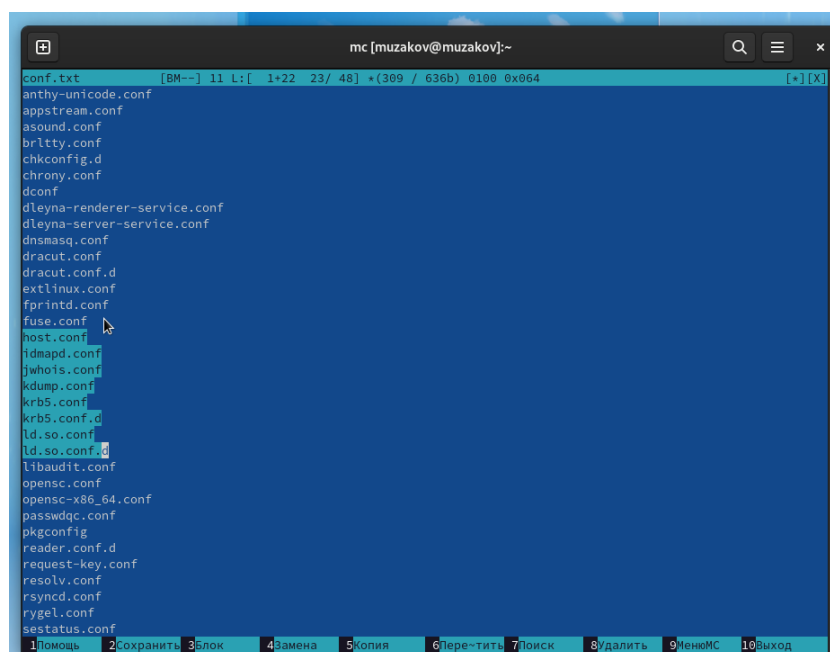 mc [muzakov@muzakov]:~
conf.txt [BM--] 11 L:[ 1+22 23/ 48] *(309 / 636b) 0100 0x064 [*][X]
anthy-unicode.conf
appstream.conf
asound.conf
brltty.conf
chkconfig.d
chrony.conf
dconf
dleyna-renderer-service.conf
dleyna-server-service.conf
dnsmasq.conf
dracut.conf
dracut.conf.d
extlinux.conf
fprintd.conf
fuse.conf
host.conf
idmapd.conf
jwhois.conf
kdump.conf
krb5.conf
krb5.conf.d
ld.so.conf
ld.so.conf.d
libaudit.conf
opensc.conf
opensc-x86_64.conf
passwdqc.conf
pkgconfig
reader.conf.d
request-key.conf
resolv.conf
rsyncd.conf
rygel.conf
sestatus.conf
1Помощь 2Сохранить 3Блок 4Замена 5Копия 6Пере~тить 7Поиск 8Удалить 9МенюMC 10Выход